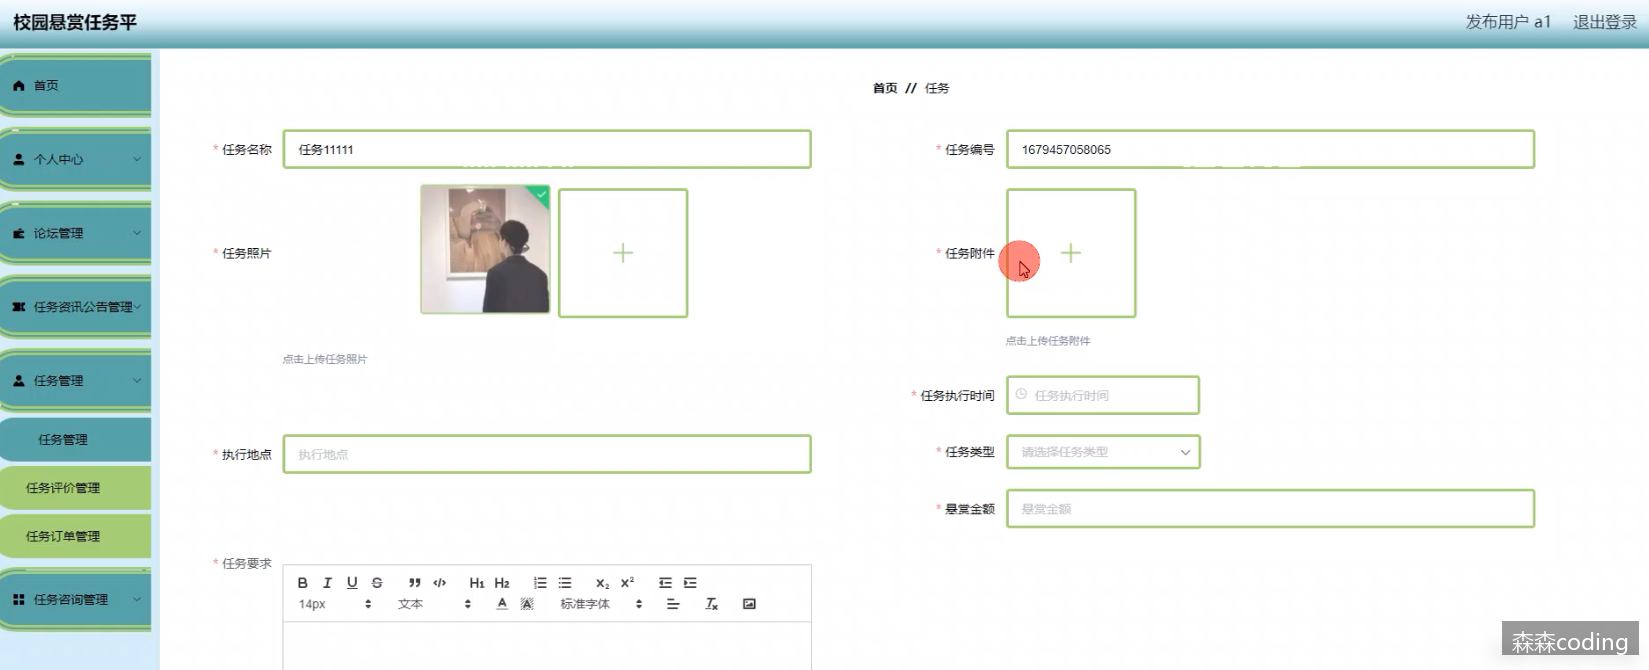 校园悬赏任务平
发布用户 a1
退出登录
首页
个人中心
论坛管理
任务资讯公告管理
任务管理
任务管理
任务评价管理
任务订单管理
任务咨询管理
首页 // 任务
* 任务名称
任务11111
* 任务编号
1679457058065
* 任务照片
点击上传任务照片
* 任务附件
点击上传任务附件
* 任务执行时间
任务执行时间
* 执行地点
执行地点
* 任务类型
请选择任务类型
* 悬赏金额
悬赏金额
* 任务要求
B I U S H1 H2 X2 X2
14px 文本 A A 标准字体 Tx
森森coding